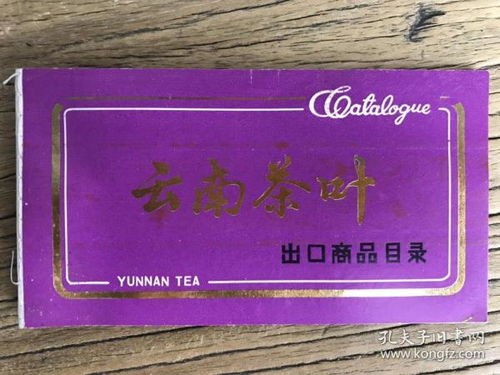 Catalogue
云南茶叶
出口商品目录
YUNNAN TEA
孔夫子旧书网
www.kongfz.com